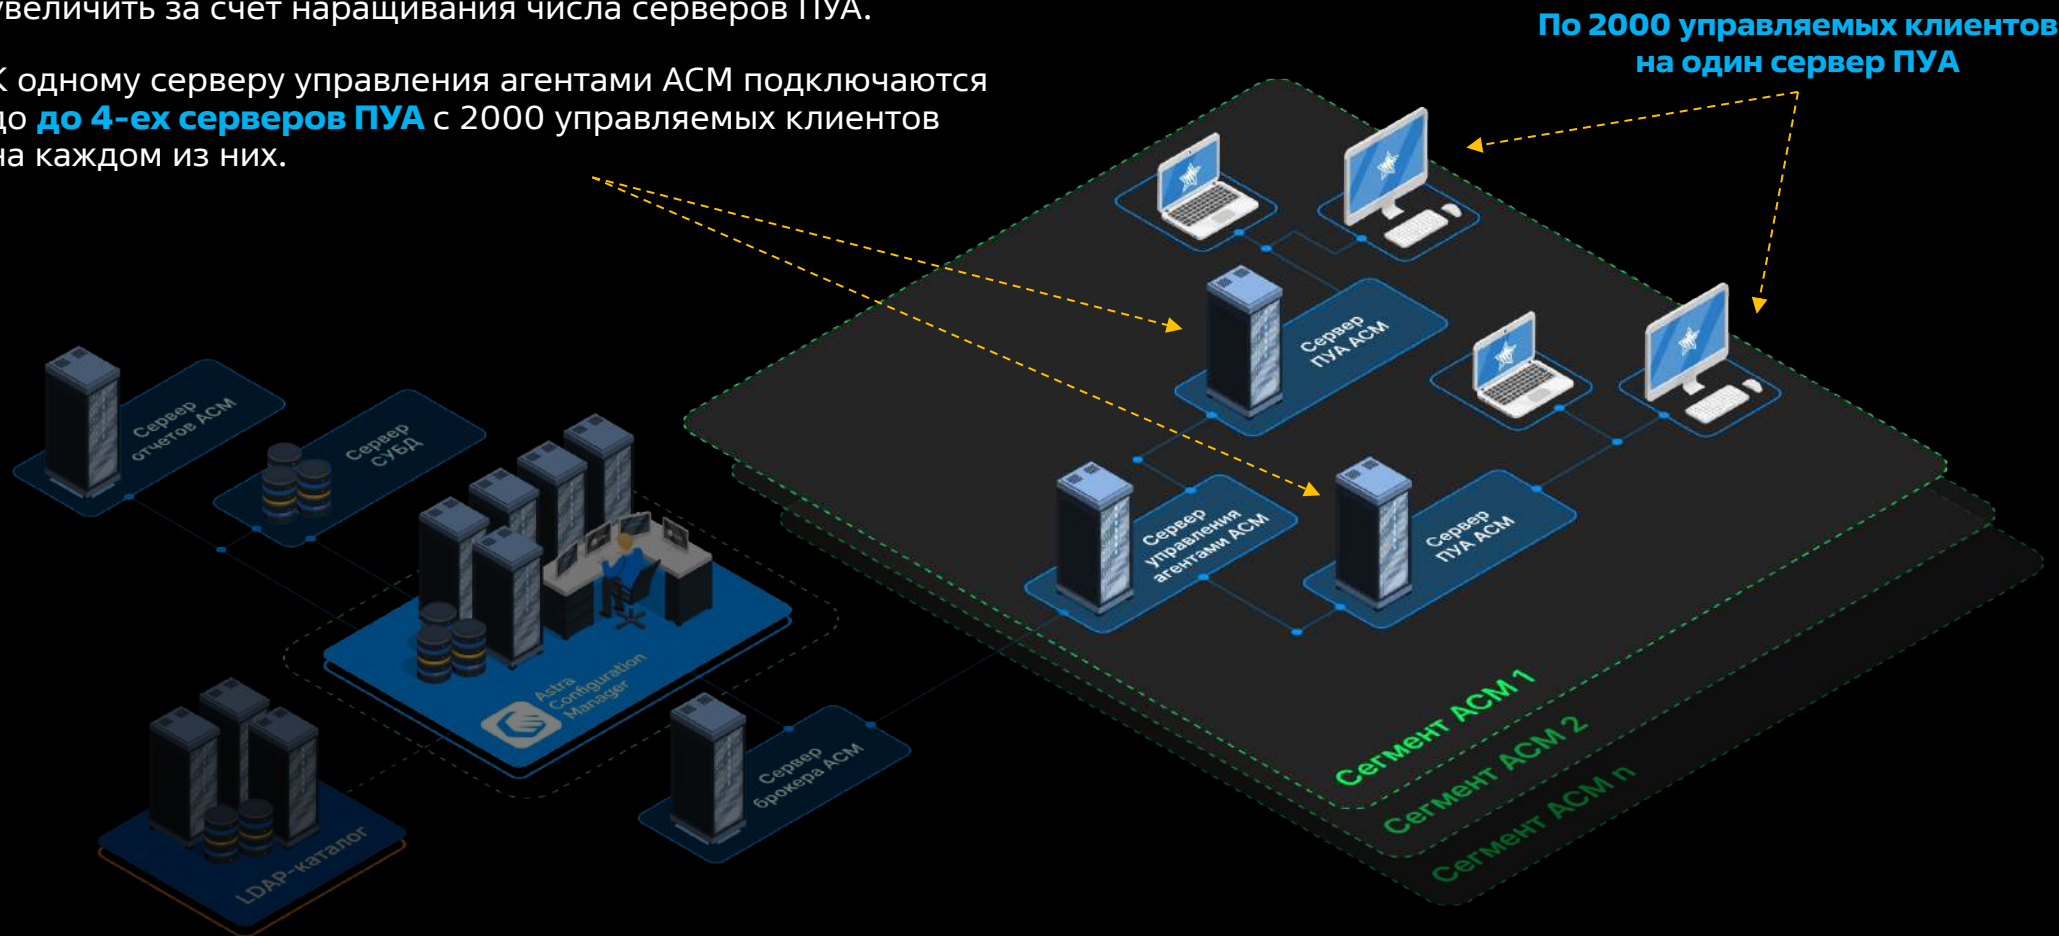 увеличить за счет наращивания числа серверов ПУА.
К одному серверу управления агентами АСМ подключаются
до до 4-ех серверов ПУА с 2000 управляемых клиентов
на каждом из них.
По 2000 управляемых клиентов
на один сервер ПУА
Сервер
ПУА АСМ
Сервер
отчетов АСМ
Сервер
СУБД
Сервер
управления
агентами АСМ
Сервер
ПУА АСМ
Astra
Configuration
Manager
Сервер
брокера АСМ
LDAP-каталог
Сегмент АСМ 1
Сегмент АСМ 2
Сегмент АСМ n